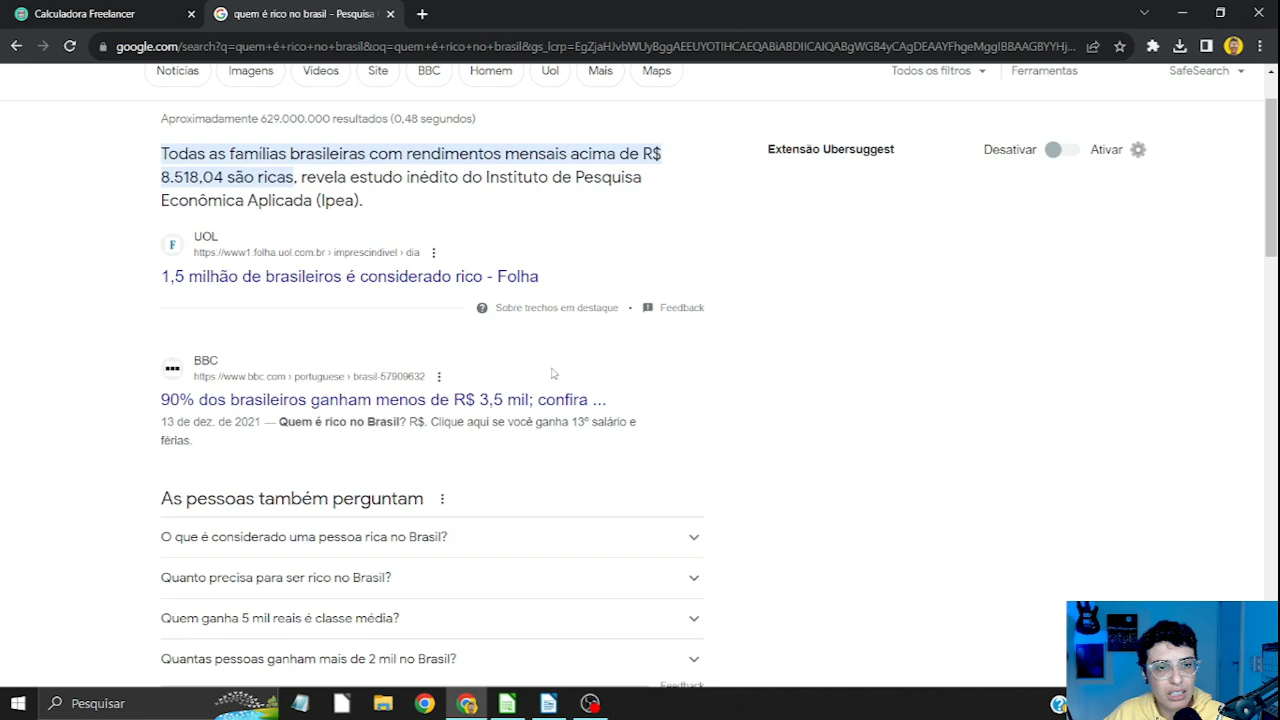 Calculadora Freelancer
quem é rico no brasil - Pesquisa
google.com/search?q=quem+é+rico+no+brasil&oq=quem+é+rico+no+brasil&gs_lcrp=EgZjaHJvbWUyBggAEEUYOTIHCAEQABiABDIICAIQABgWGB4yCAgDEAAYFhgeMggIBBAAGBYYHj...
Notícias
Imagens
Vídeos
Site
BBC
Homem
Uol
Mais
Maps
Todos os filtros
Ferramentas
SafeSearch
Aproximadamente 629.000.000 resultados (0,48 segundos)
Todas as famílias brasileiras com rendimentos mensais acima de R$
8.518,04 são ricas, revela estudo inédito do Instituto de Pesquisa
Econômica Aplicada (Ipea).
Extensão Ubersuggest
Desativar
Ativar
F
UOL
https://www1.folha.uol.com.br › imprescindivel › dia
1,5 milhão de brasileiros é considerado rico - Folha
Sobre trechos em destaque • Feedback
BBC
https://www.bbc.com › portuguese › brasil-57909632
90% dos brasileiros ganham menos de R$ 3,5 mil; confira ...
13 de dez. de 2021 — Quem é rico no Brasil? R$. Clique aqui se você ganha 13º salário e
férias.
As pessoas também perguntam
O que é considerado uma pessoa rica no Brasil?
Quanto precisa para ser rico no Brasil?
Quem ganha 5 mil reais é classe média?
Quantas pessoas ganham mais de 2 mil no Brasil?
Feedback
Pesquisar